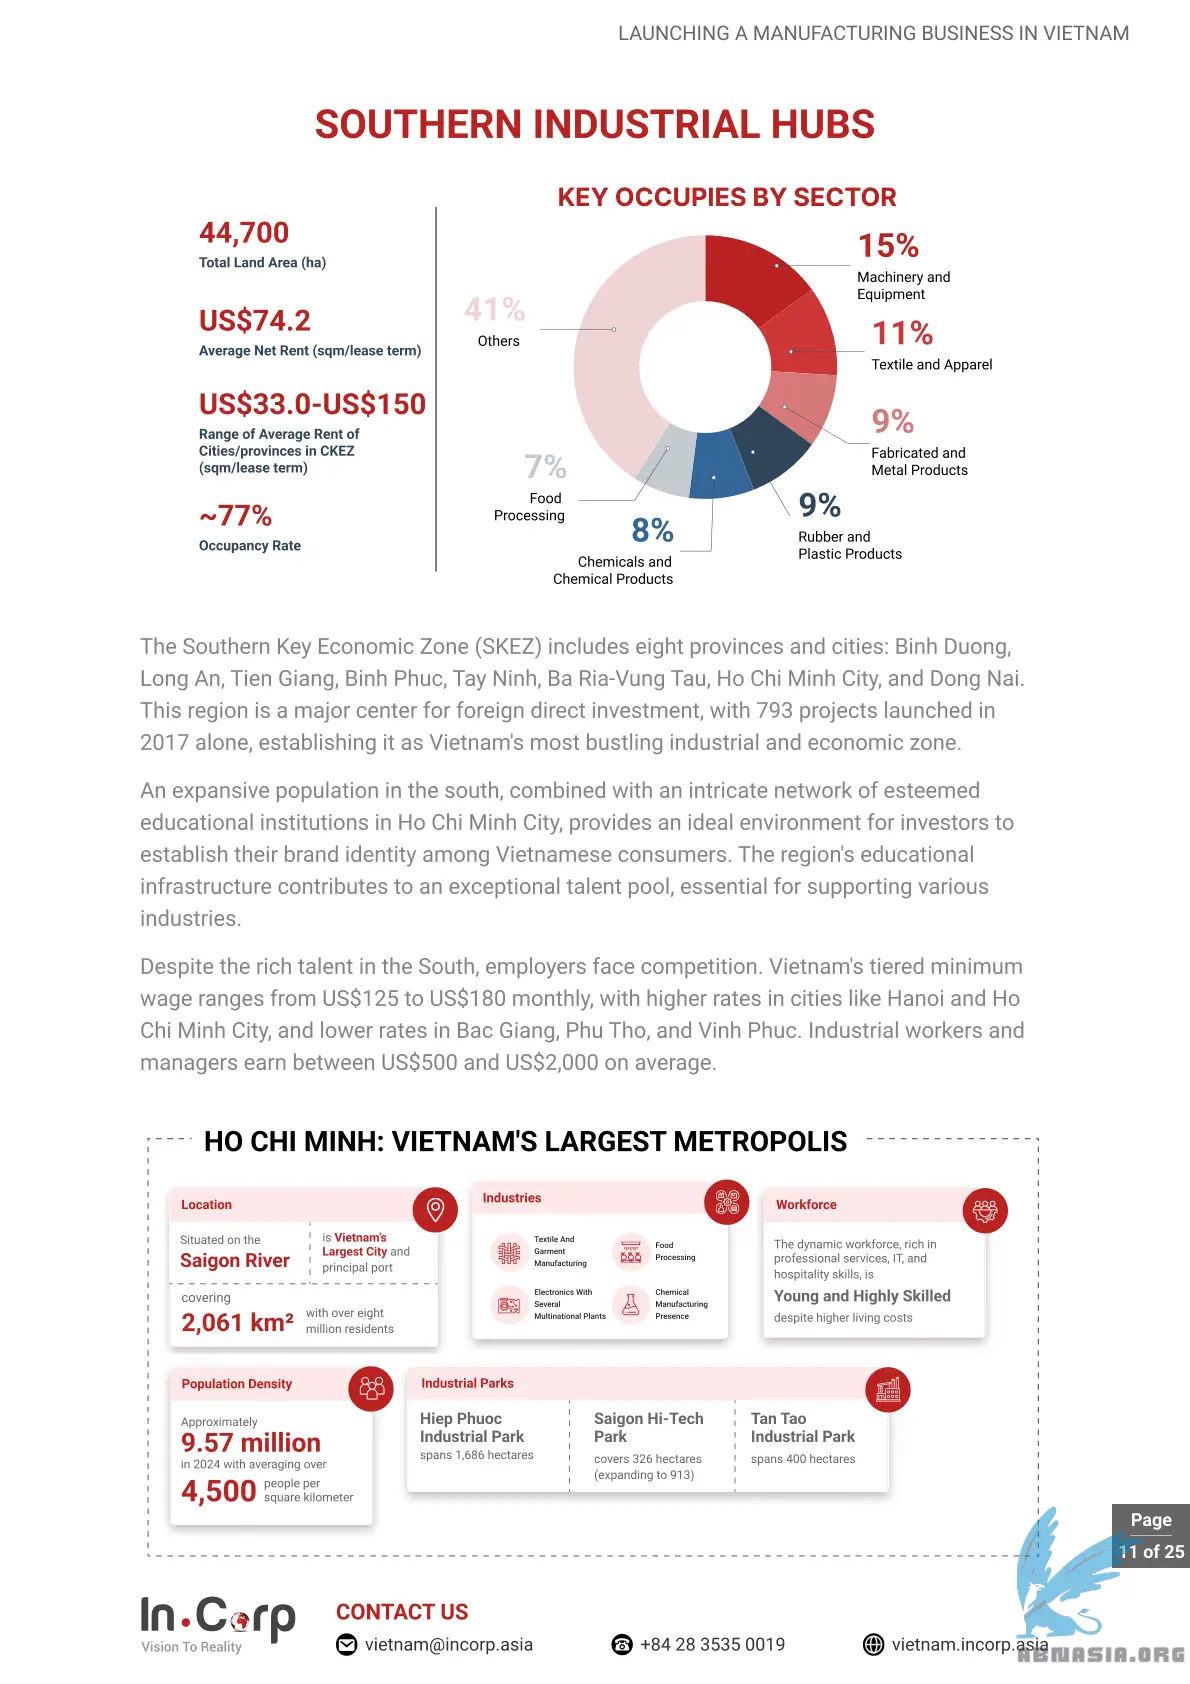 LAUNCHING A MANUFACTURING BUSINESS IN VIETNAM
SOUTHERN INDUSTRIAL HUBS
44,700
Total Land Area (ha)
US$74.2
Average Net Rent (sqm/lease term)
US$33.0-US$150
Range of Average Rent of
Cities/provinces in CKEZ
(sqm/lease term)
~77%
Occupancy Rate
KEY OCCUPIES BY SECTOR
15%
Machinery and
Equipment
11%
Textile and Apparel
9%
Fabricated and
Metal Products
9%
Rubber and
Plastic Products
8%
Chemicals and
Chemical Products
7%
Food
Processing
41%
Others
The Southern Key Economic Zone (SKEZ) includes eight provinces and cities: Binh Duong,
Long An, Tien Giang, Binh Phuc, Tay Ninh, Ba Ria-Vung Tau, Ho Chi Minh City, and Dong Nai.
This region is a major center for foreign direct investment, with 793 projects launched in
2017 alone, establishing it as Vietnam's most bustling industrial and economic zone.
An expansive population in the south, combined with an intricate network of esteemed
educational institutions in Ho Chi Minh City, provides an ideal environment for investors to
establish their brand identity among Vietnamese consumers. The region's educational
infrastructure contributes to an exceptional talent pool, essential for supporting various
industries.
Despite the rich talent in the South, employers face competition. Vietnam's tiered minimum
wage ranges from US$125 to US$180 monthly, with higher rates in cities like Hanoi and Ho
Chi Minh City, and lower rates in Bac Giang, Phu Tho, and Vinh Phuc. Industrial workers and
managers earn between US$500 and US$2,000 on average.
HO CHI MINH: VIETNAM'S LARGEST METROPOLIS
Location
Situated on the
Saigon River
is Vietnam's
Largest City and
principal port
covering
2,061 km²
with over eight
million residents
Industries
Textile And
Garment
Manufacturing
Food
Processing
Electronics With
Several
Multinational Plants
Chemical
Manufacturing
Presence
Workforce
The dynamic workforce, rich in
professional services, IT, and
hospitality skills, is
Young and Highly Skilled
despite higher living costs
Population Density
Approximately
9.57 million
in 2024 with averaging over
4,500
people per
square kilometer
Industrial Parks
Hiep Phuoc
Industrial Park
spans 1,686 hectares
Saigon Hi-Tech
Park
covers 326 hectares
(expanding to 913)
Tan Tao
Industrial Park
spans 400 hectares
Page
11 of 25
In.Corp
Vision To Reality
CONTACT US
vietnam@incorp.asia
+84 28 3535 0019
vietnam.incorp.asia
ABNASIA.ORG